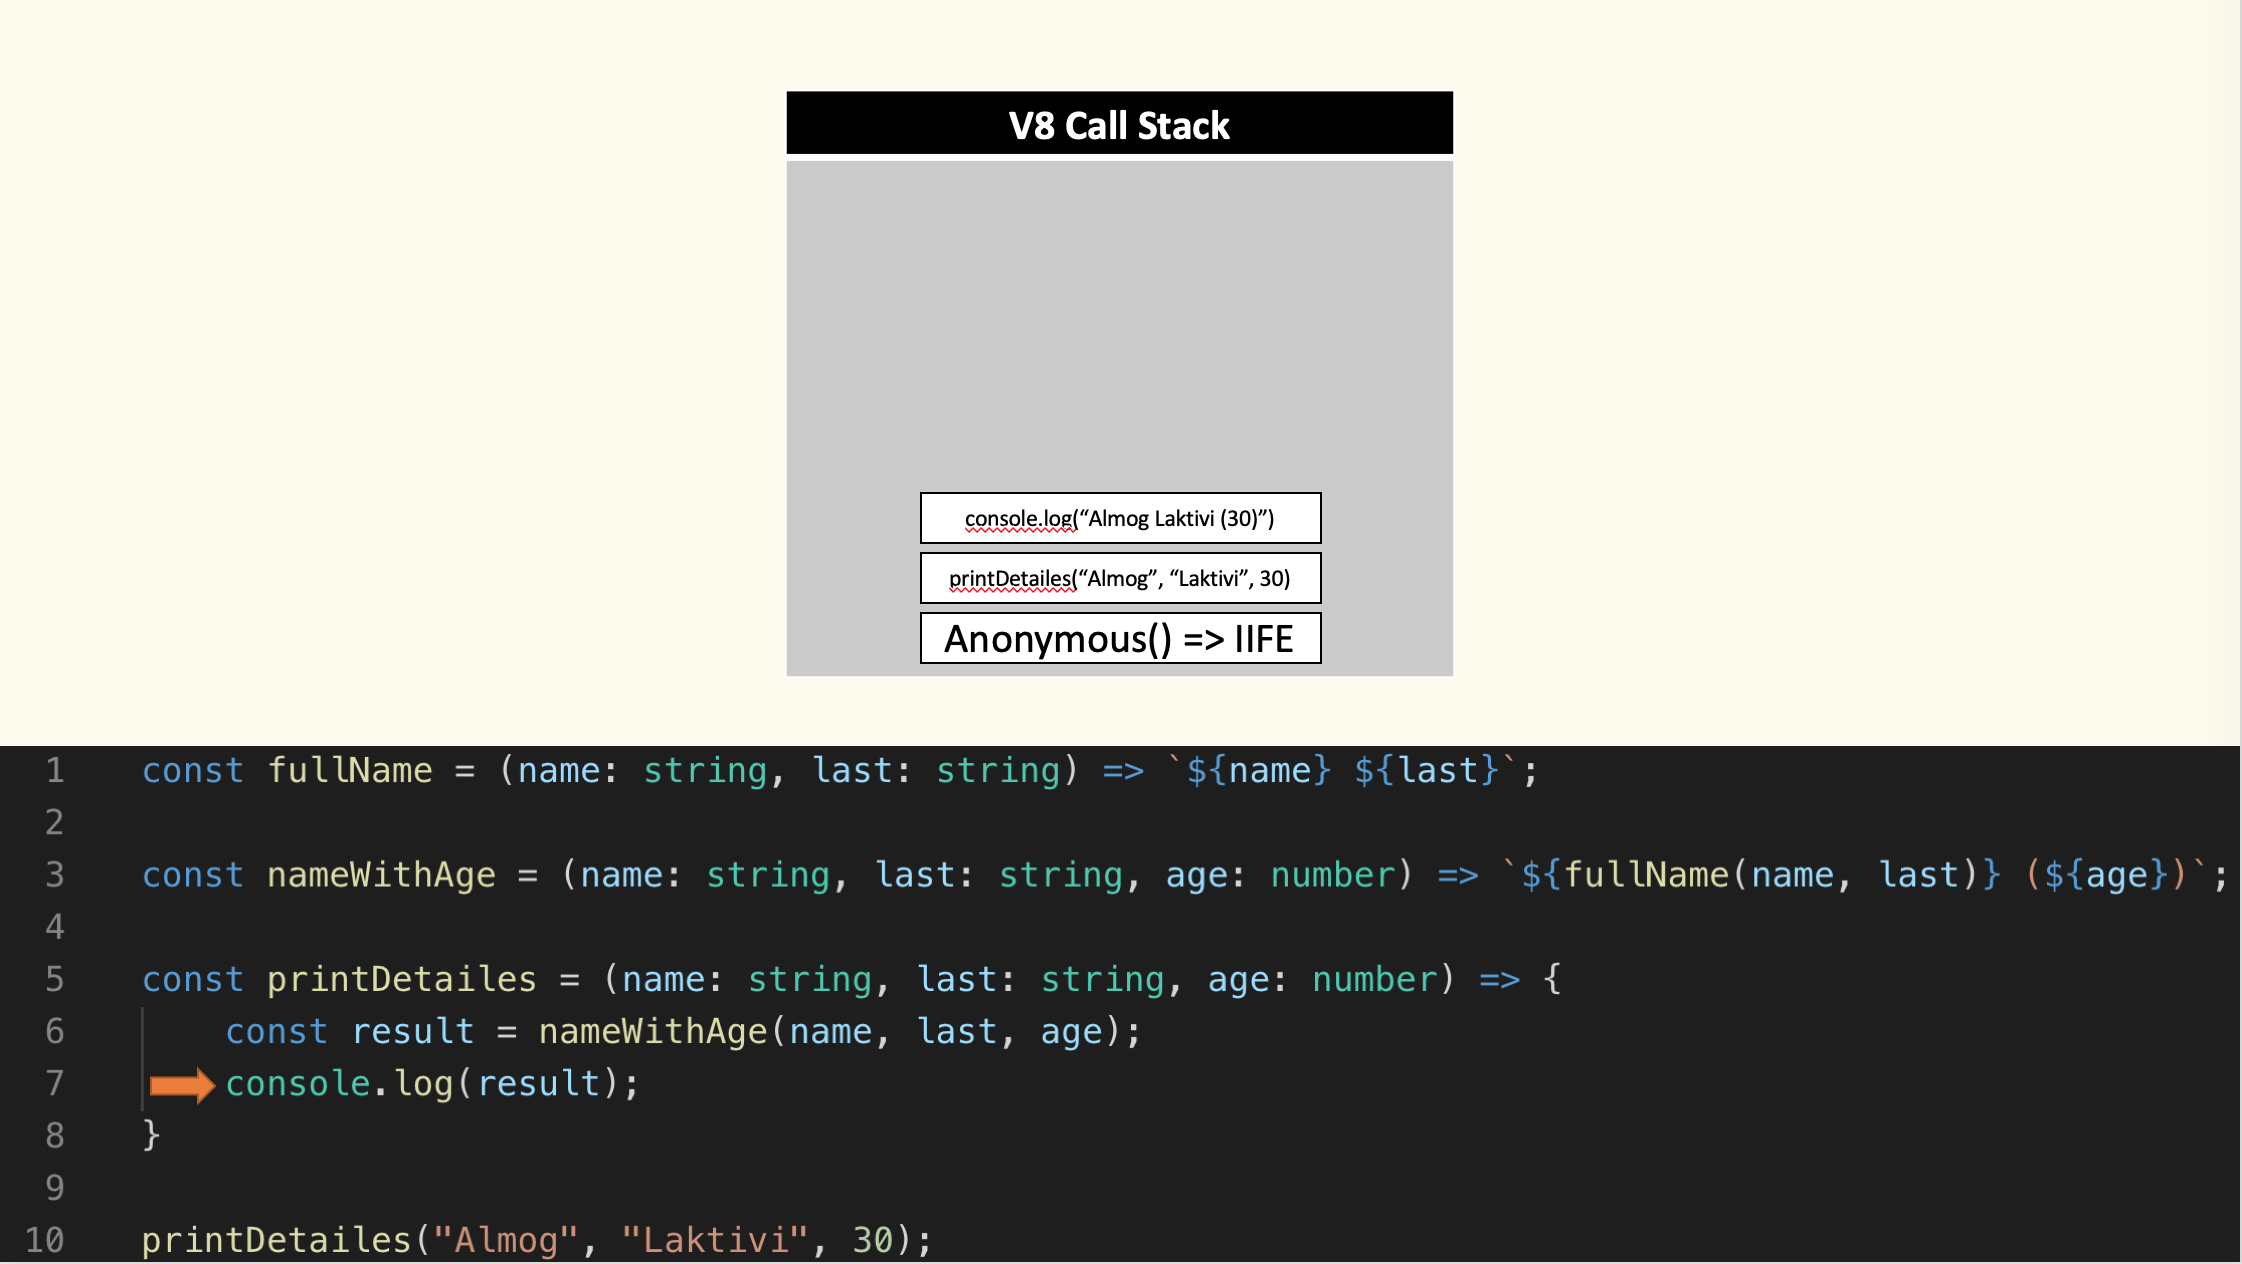 V8 Call Stack
console.log(“Almog Laktivi (30)”)
printDetailes(“Almog”, “Laktivi”, 30)
Anonymous() => IIFE
1 const fullName = (name: string, last: string) => `${name} ${last}`;
2
3 const nameWithAge = (name: string, last: string, age: number) => `${fullName(name, last)} (${age})`;
4
5 const printDetailes = (name: string, last: string, age: number) => {
6 const result = nameWithAge(name, last, age);
7 console.log(result);
8 }
9
10 printDetailes("Almog", "Laktivi", 30);